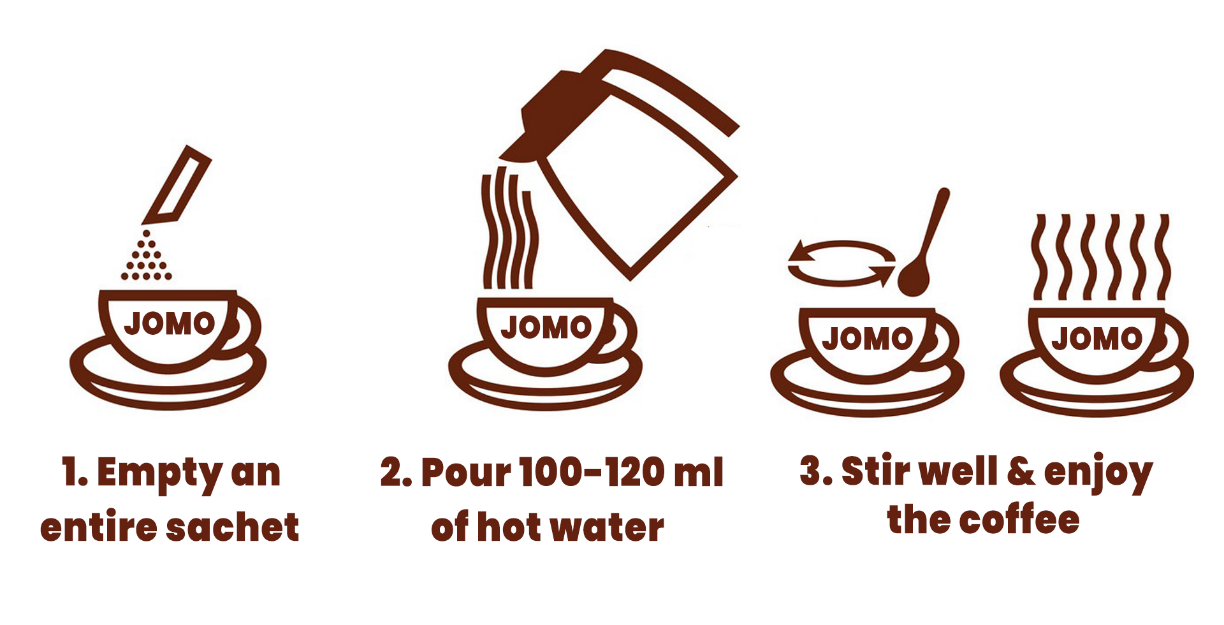 JOMO
JOMO
JOMO
JOMO
1. Empty an
entire sachet
2. Pour 100-120 ml
of hot water
3. Stir well & enjoy
the coffee